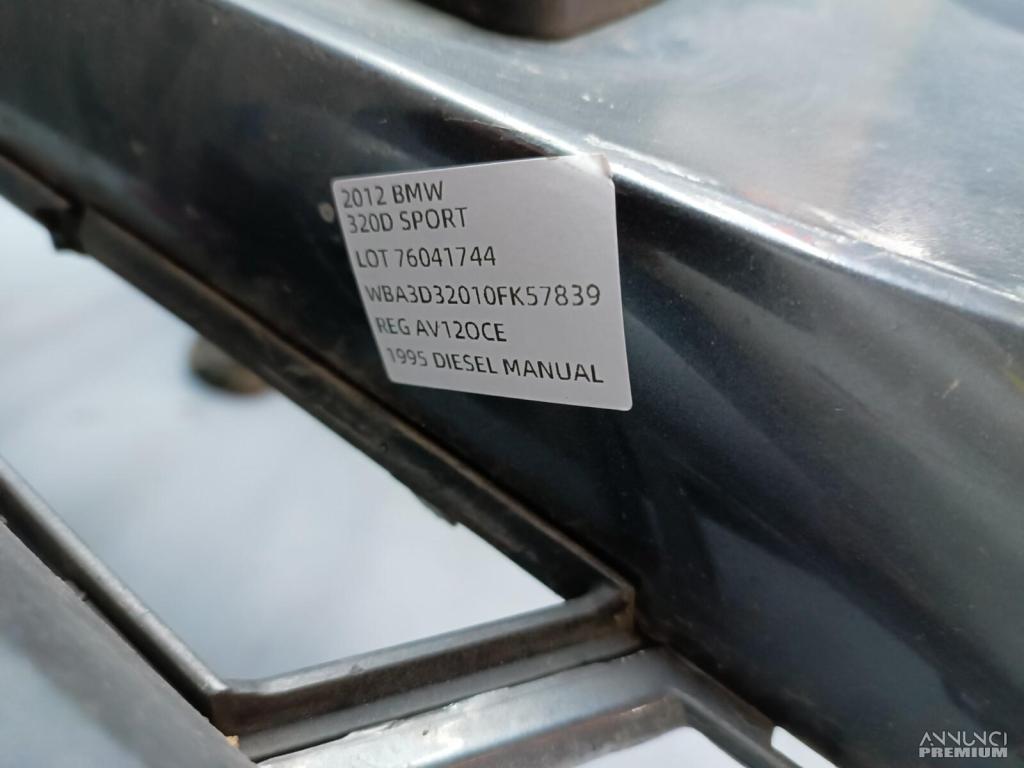 2012 BMW
320D SPORT
LOT 76041744
WBA3D32010FK57839
REG AV12OCE
1995 DIESEL MANUAL
ANNUNCI
PREMIUM